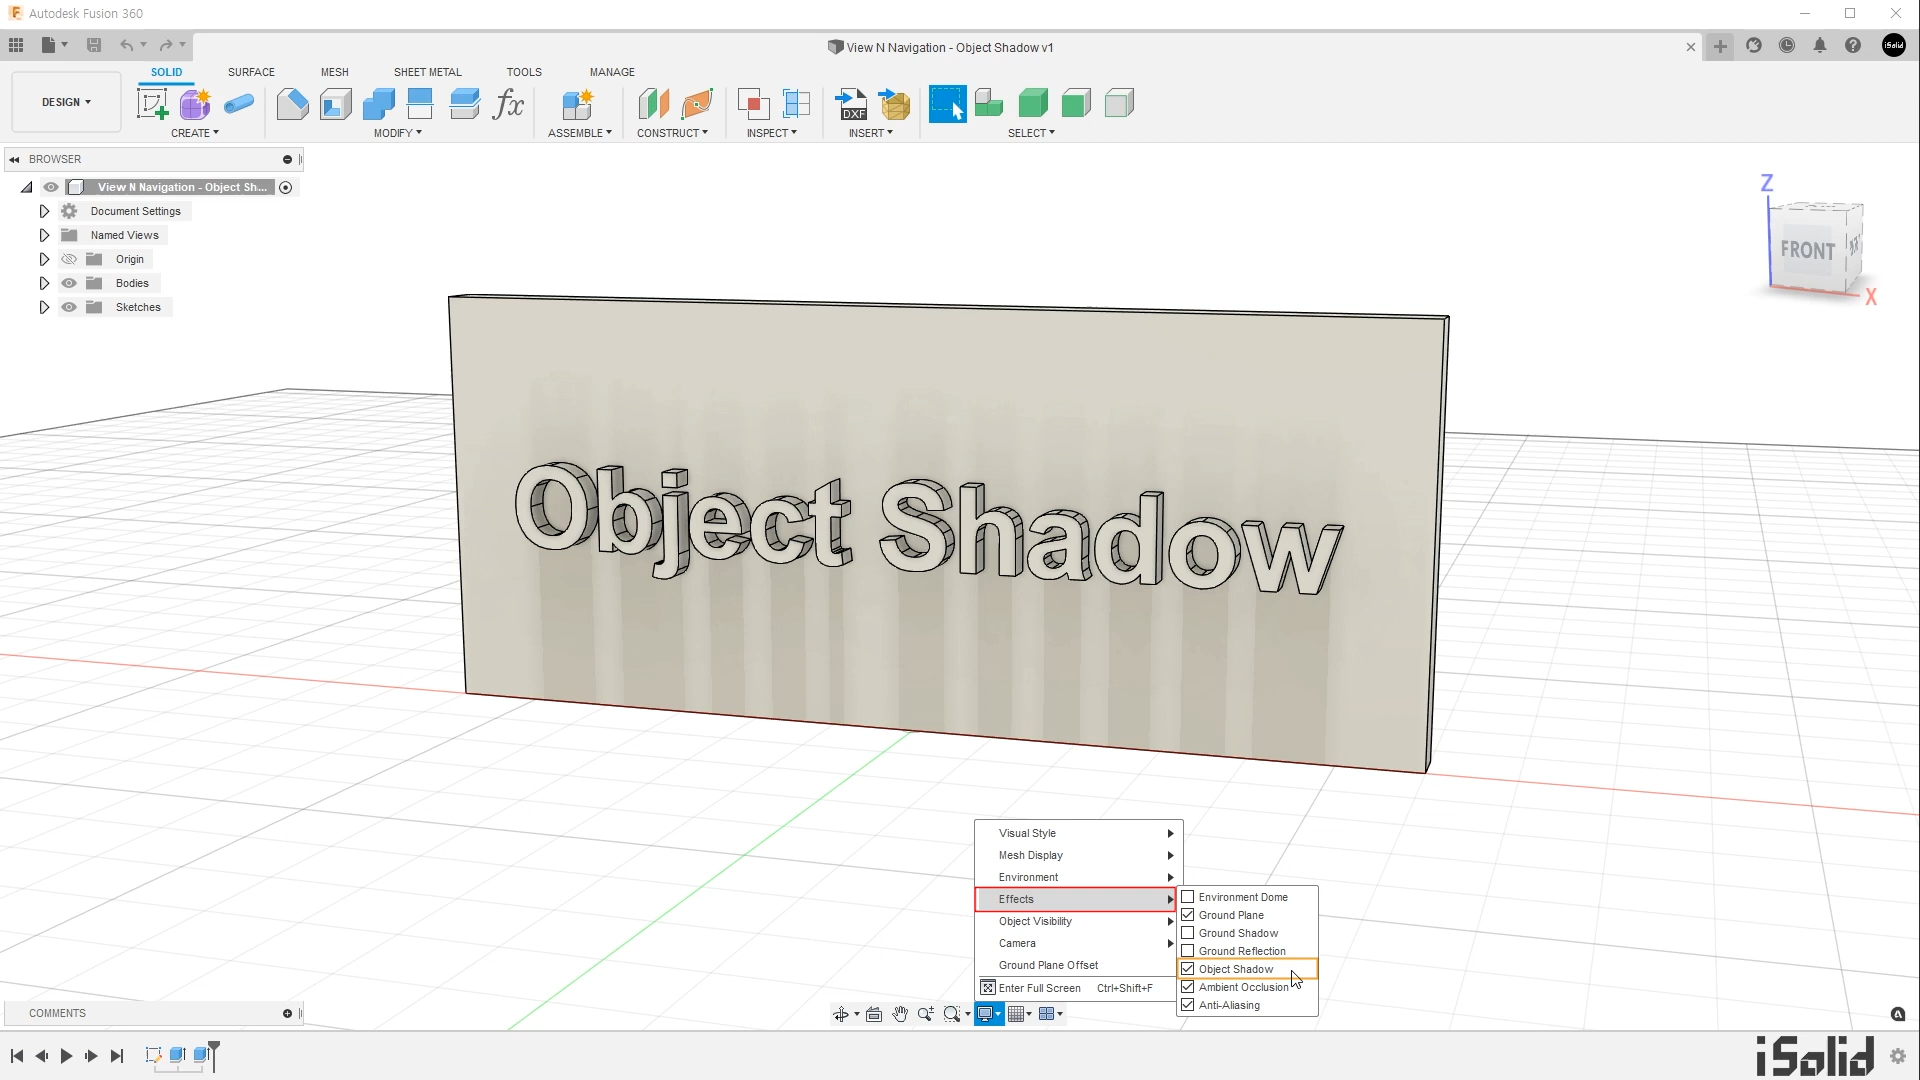 Autodesk Fusion 360
View N Navigation - Object Shadow v1
iSolid
SOLID SURFACE MESH SHEET METAL TOOLS MANAGE
DESIGN
fx
DXF
CREATE MODIFY ASSEMBLE CONSTRUCT INSPECT INSERT SELECT
BROWSER
View N Navigation - Object Sh...
Document Settings
Named Views
Origin
Bodies
Sketches
Z
FRONT
X
Object Shadow
Visual Style
Mesh Display
Environment
Effects
Object Visibility
Camera
Ground Plane Offset
Enter Full Screen Ctrl+Shift+F
Environment Dome
Ground Plane
Ground Shadow
Ground Reflection
Object Shadow
Ambient Occlusion
Anti-Aliasing
COMMENTS
iSolid